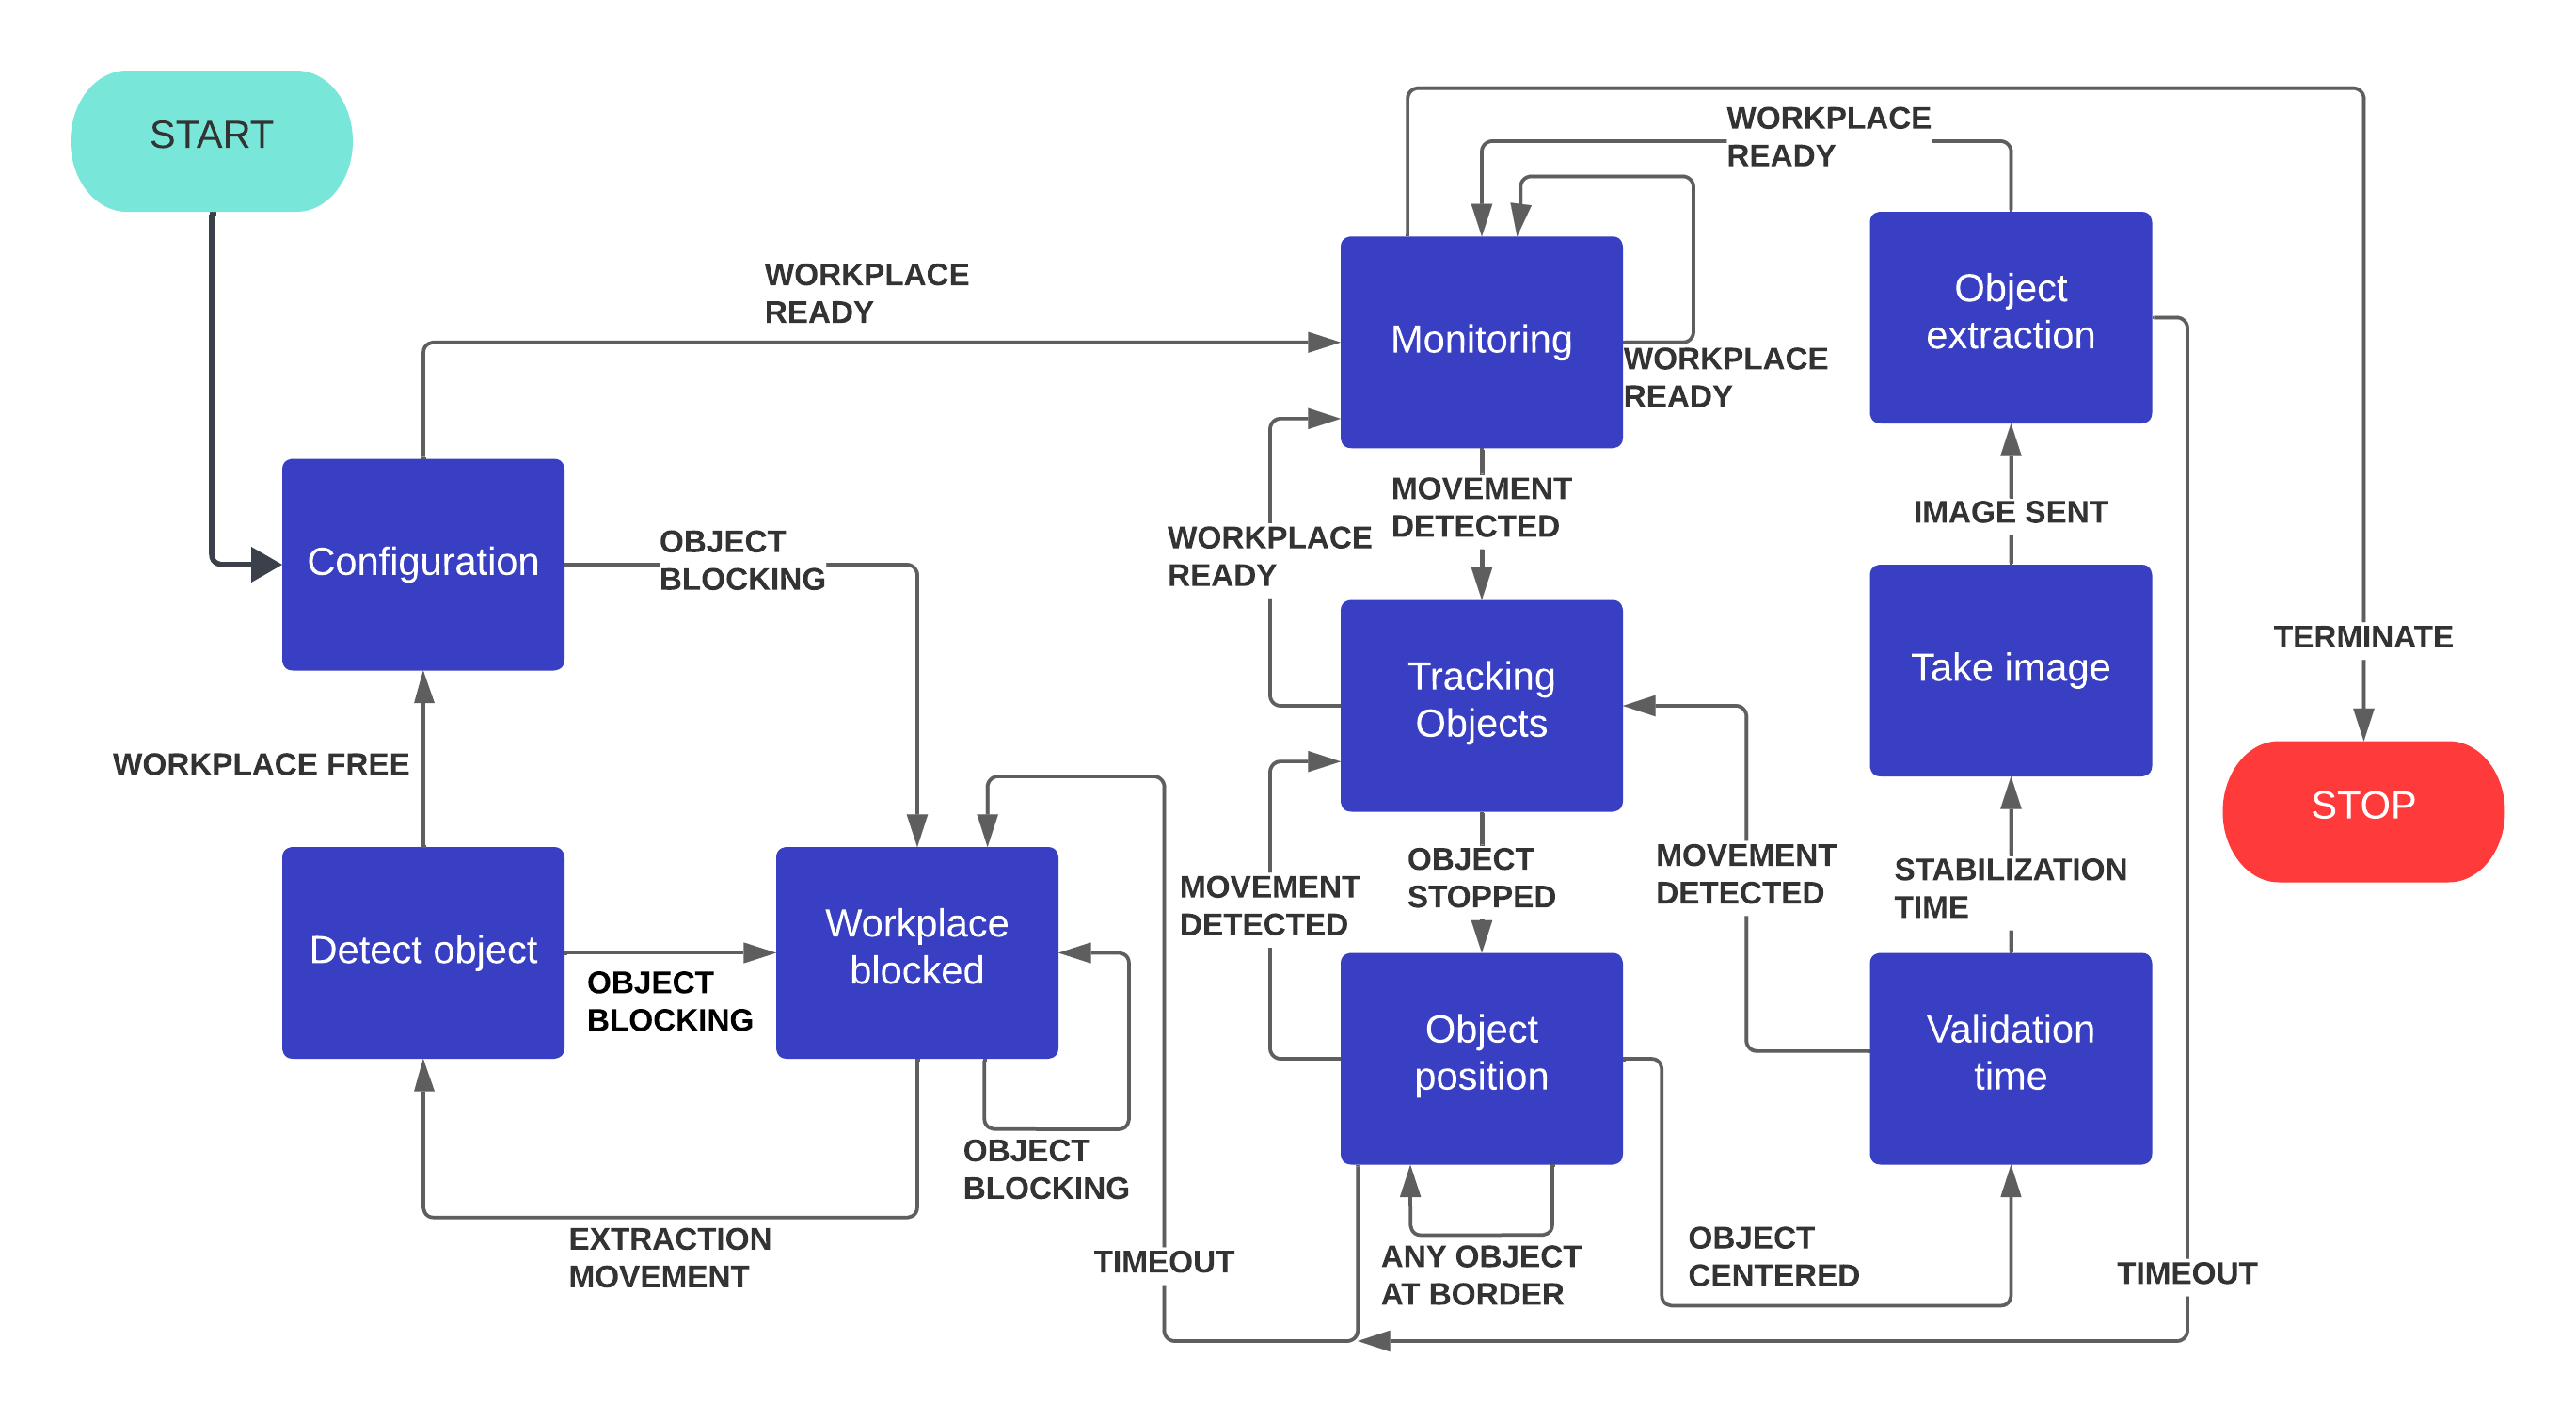 START
WORKPLACE
READY
WORKPLACE
READY
Monitoring
WORKPLACE
READY
Object
extraction
Configuration
OBJECT
BLOCKING
WORKPLACE
READY
MOVEMENT
DETECTED
IMAGE SENT
Tracking
Objects
Take image
TERMINATE
STOP
WORKPLACE FREE
MOVEMENT
DETECTED
OBJECT
STOPPED
MOVEMENT
DETECTED
STABILIZATION
TIME
Detect object
OBJECT
BLOCKING
Workplace
blocked
Object
position
Validation
time
OBJECT
BLOCKING
EXTRACTION
MOVEMENT
TIMEOUT
ANY OBJECT
AT BORDER
OBJECT
CENTERED
TIMEOUT